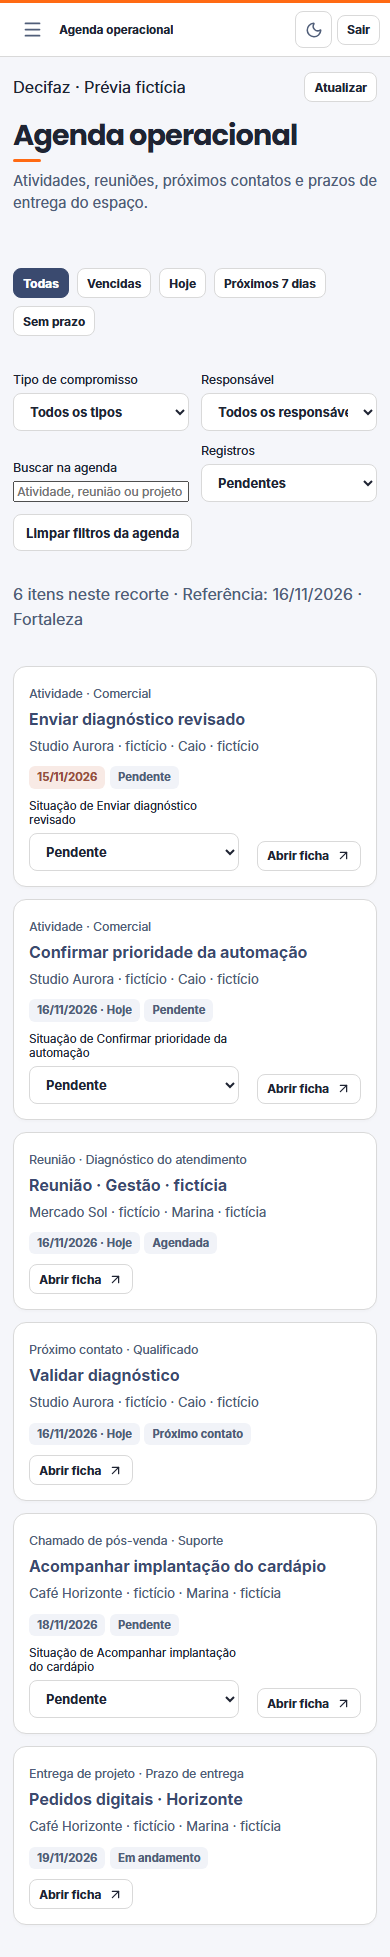 Agenda operacional
Sair
Decifaz · Prévia fictícia
Atualizar
Agenda operacional
Atividades, reuniões, próximos contatos e prazos de
entrega do espaço.
Todas
Vencidas
Hoje
Próximos 7 dias
Sem prazo
Tipo de compromisso
Responsável
Todos os tipos
Todos os responsáve
Buscar na agenda
Registros
Atividade, reunião ou projeto
Pendentes
Limpar filtros da agenda
6 itens neste recorte · Referência: 16/11/2026 ·
Fortaleza
Atividade · Comercial
Enviar diagnóstico revisado
Studio Aurora · fictício · Caio · fictício
15/11/2026
Pendente
Situação de Enviar diagnóstico
revisado
Pendente
Abrir ficha
Atividade · Comercial
Confirmar prioridade da automação
Studio Aurora · fictício · Caio · fictício
16/11/2026 · Hoje
Pendente
Situação de Confirmar prioridade da
automação
Pendente
Abrir ficha
Reunião · Diagnóstico do atendimento
Reunião · Gestão · fictícia
Mercado Sol · fictício · Marina · fictícia
16/11/2026 · Hoje
Agendada
Abrir ficha
Próximo contato · Qualificado
Validar diagnóstico
Studio Aurora · fictício · Caio · fictício
16/11/2026 · Hoje
Próximo contato
Abrir ficha
Chamado de pós-venda · Suporte
Acompanhar implantação do cardápio
Café Horizonte · fictício · Marina · fictícia
18/11/2026
Pendente
Situação de Acompanhar implantação
do cardápio
Pendente
Abrir ficha
Entrega de projeto · Prazo de entrega
Pedidos digitais · Horizonte
Café Horizonte · fictício · Marina · fictícia
19/11/2026
Em andamento
Abrir ficha